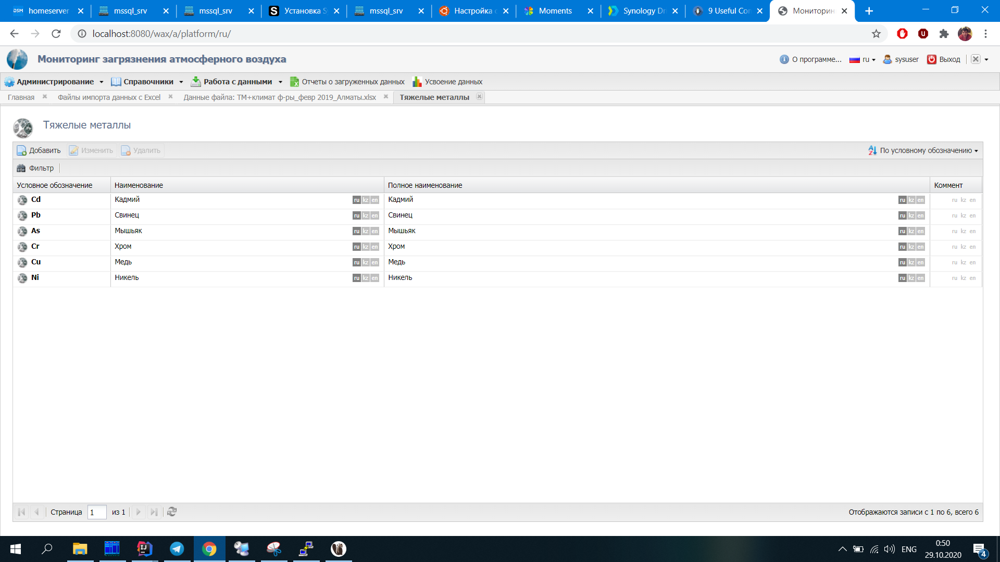 DSM homeserver mssql_srv mssql_srv S Установка S mssql_srv Настройка Moments Synology Dr 9 Useful Con Мониторин
localhost:8080/wax/a/platform/ru/
Мониторинг загрязнения атмосферного воздуха О программе... ru sysuser Выход
Администрирование Справочники Работа с данными Отчеты о загруженных данных Усвоение данных
Главная Файлы импорта данных с Excel Данные файла: ТМ+климат ф-ры_февр 2019_Алматы.xlsx Тяжелые металлы
Тяжелые металлы
Добавить Изменить Удалить По условному обозначению
Фильтр
Условное обозначение Наименование Полное наименование Коммент
Cd Кадмий ru kz en Кадмий ru kz en ru kz en
Pb Свинец ru kz en Свинец ru kz en ru kz en
As Мышьяк ru kz en Мышьяк ru kz en ru kz en
Cr Хром ru kz en Хром ru kz en ru kz en
Cu Медь ru kz en Медь ru kz en ru kz en
Ni Никель ru kz en Никель ru kz en ru kz en
Страница 1 из 1 Отображаются записи с 1 по 6, всего 6
ENG 0:50
29.10.2020 4